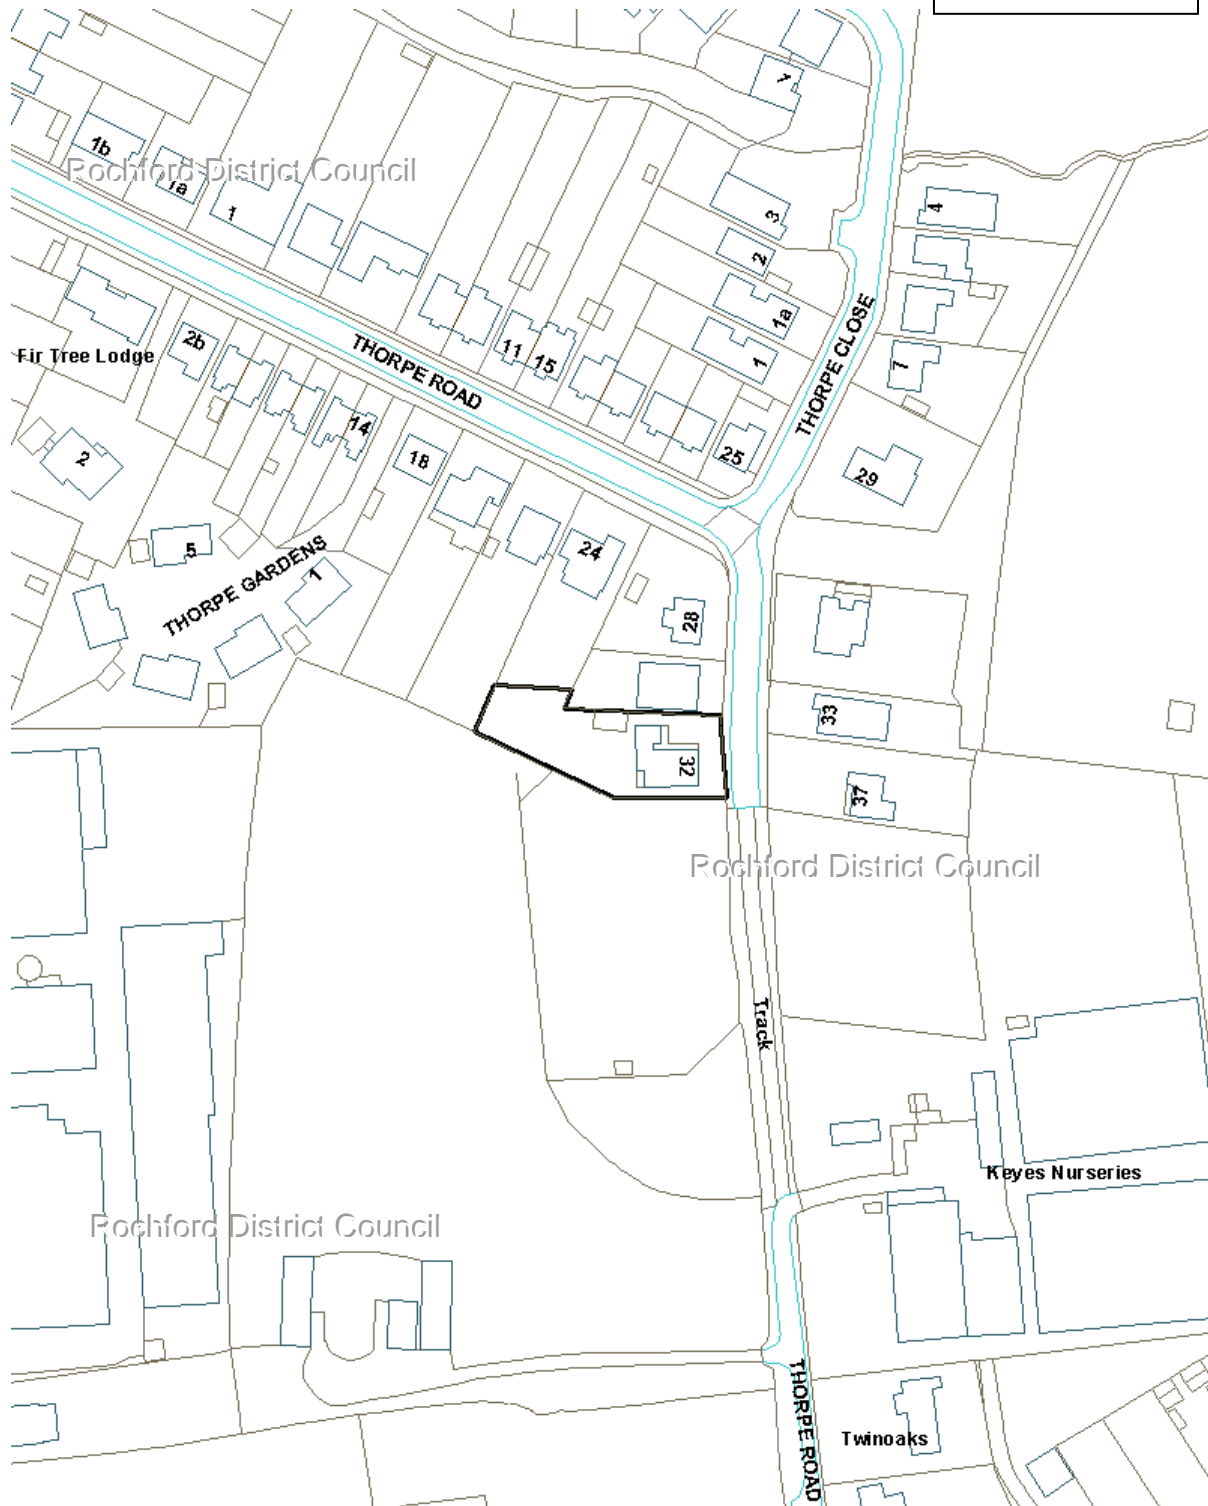 1b
Rochford District Council
1a
1
7
3
2
1a
1
4
7
THORPE CLOSE
2b
Fir Tree Lodge
THORPE ROAD
11
15
14
18
25
29
2
5
THORPE GARDENS
1
24
28
33
32
37
Rochford District Council
Track
Keyes Nurseries
Rochford District Council
THORPE ROAD
Twinoaks